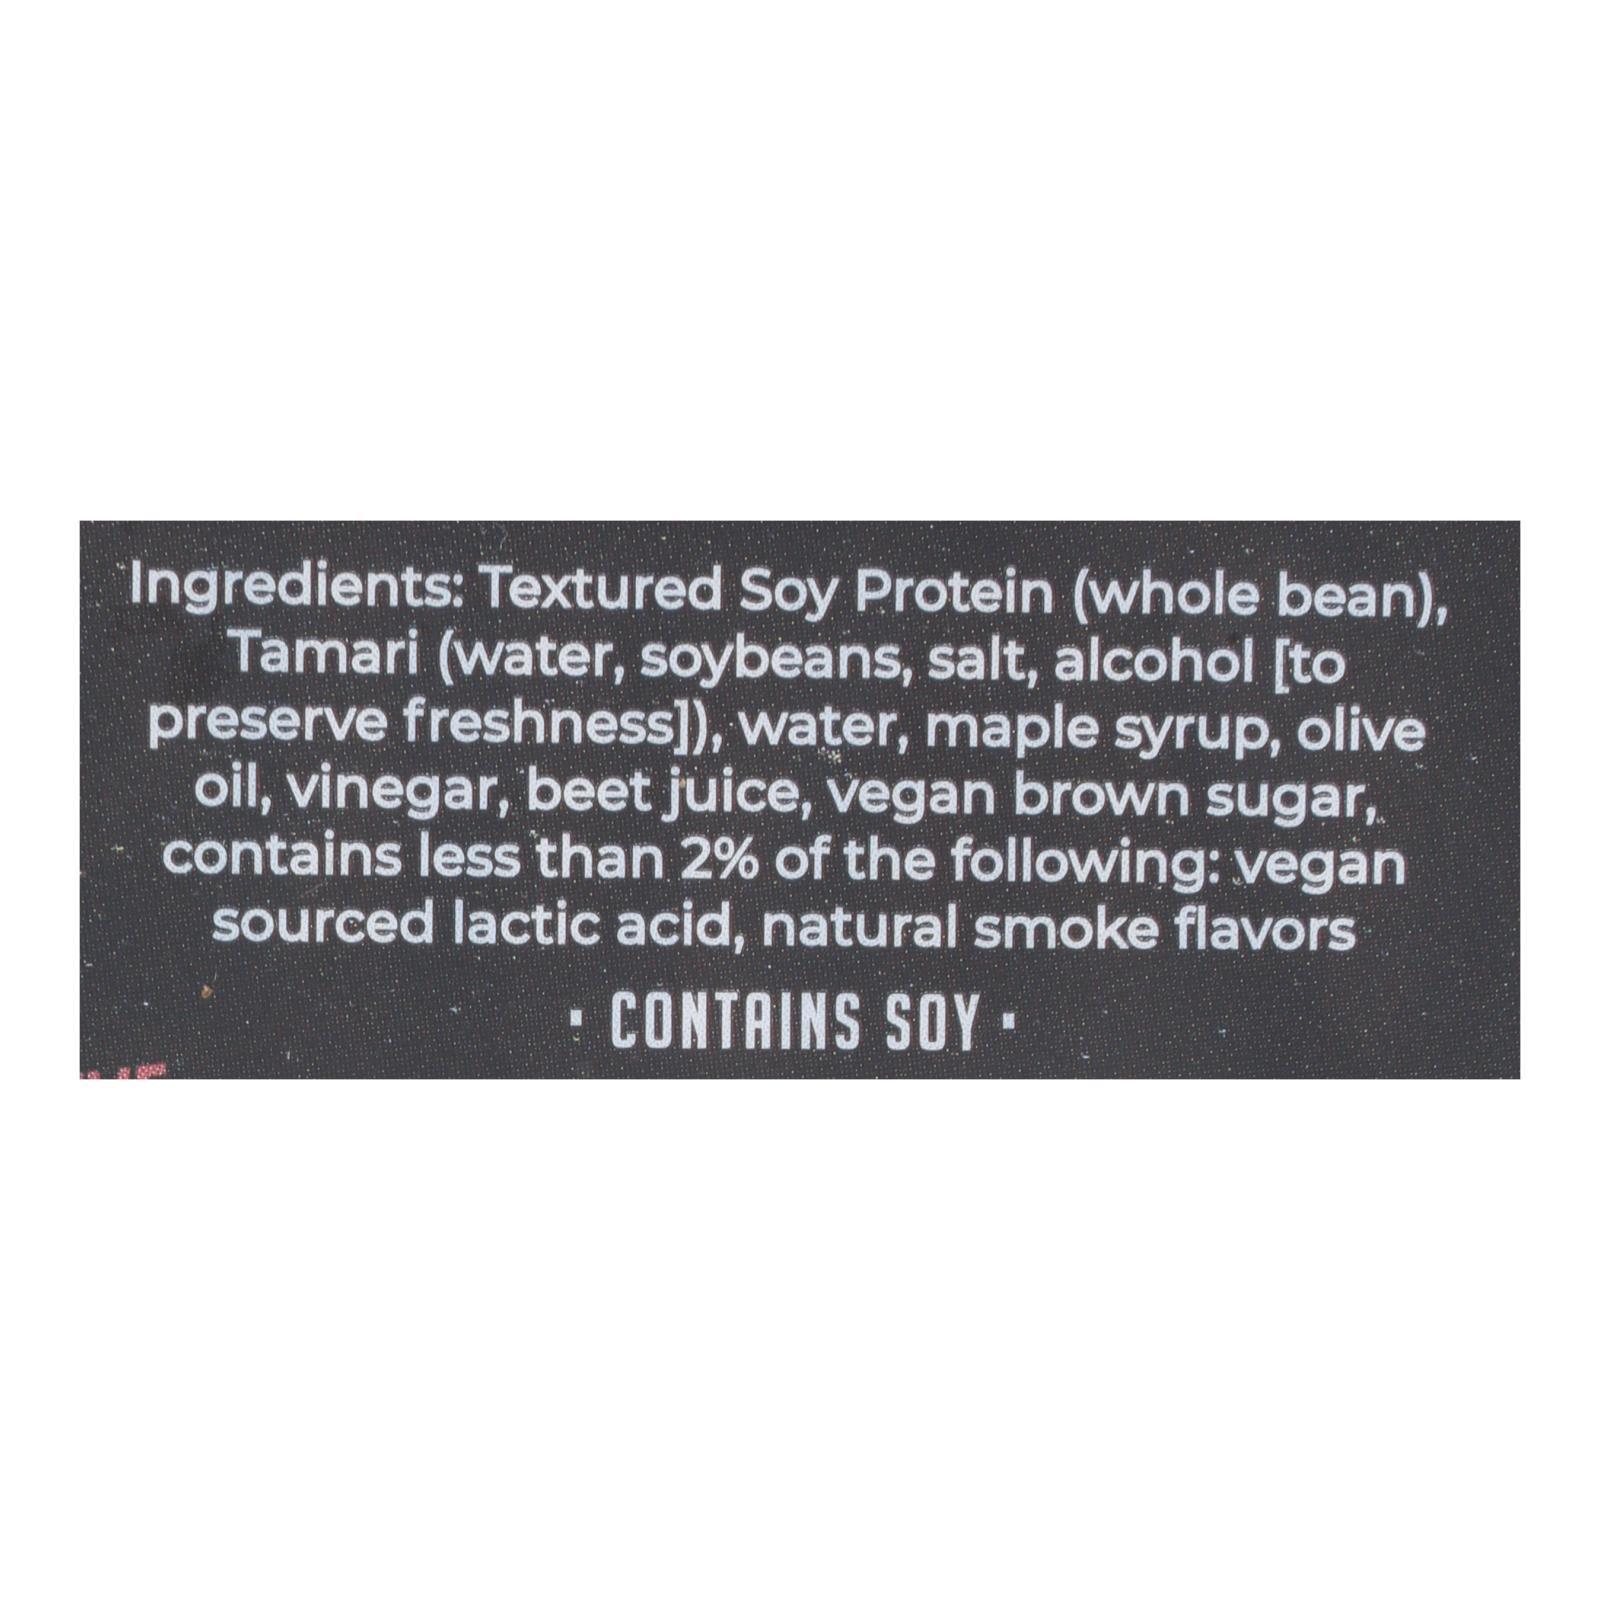 Ingredients: Textured Soy Protein (whole bean),
Tamari (water, soybeans, salt, alcohol [to
preserve freshness]), water, maple syrup, olive
oil, vinegar, beet juice, vegan brown sugar,
contains less than 2% of the following: vegan
sourced lactic acid, natural smoke flavors
▪ CONTAINS SOY ▪